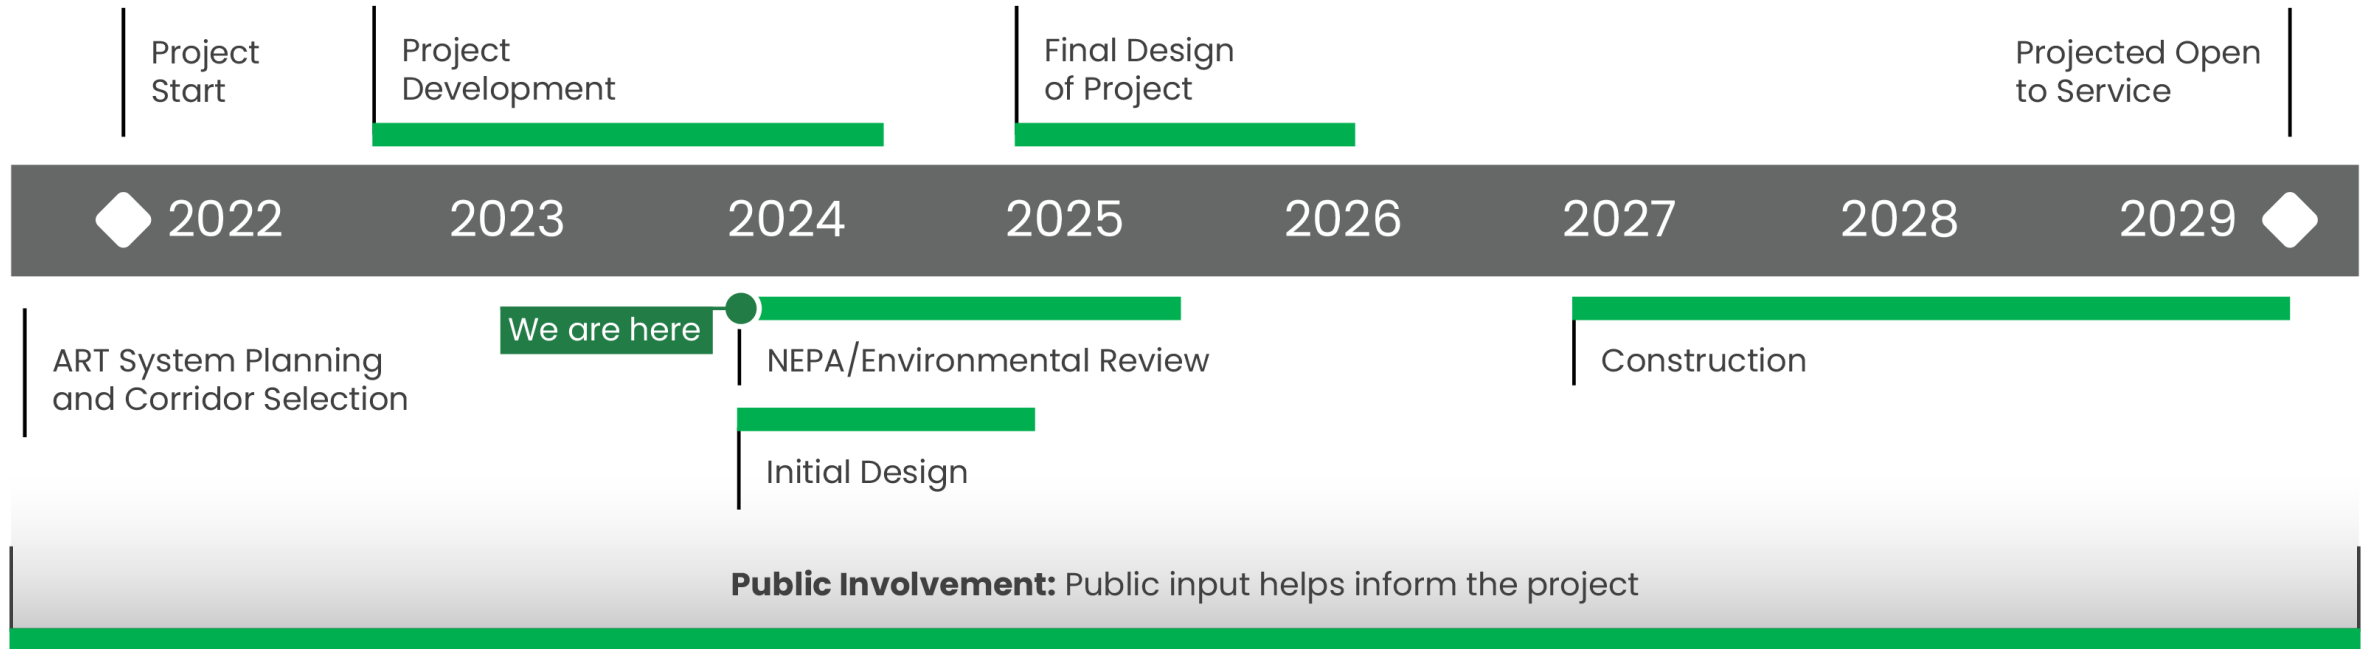 Project
Start
Project
Development
Final Design
of Project
Projected Open
to Service
2022 2023 2024 2025 2026 2027 2028 2029
We are here
ART System Planning
and Corridor Selection
NEPA/Environmental Review
Construction
Initial Design
Public Involvement: Public input helps inform the project